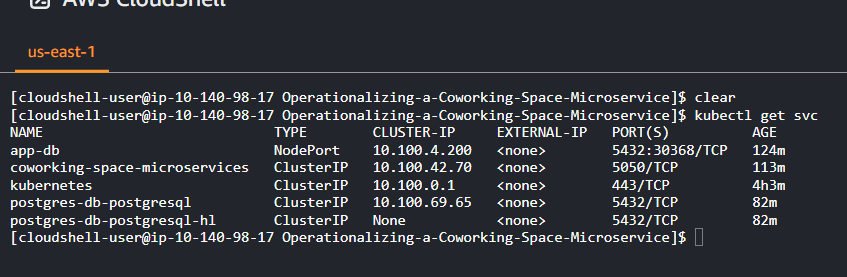 AWS CloudShell
us-east-1
[cloudshell-user@ip-10-140-98-17 Operationalizing-a-Coworking-Space-Microservice]$ clear
[cloudshell-user@ip-10-140-98-17 Operationalizing-a-Coworking-Space-Microservice]$ kubectl get svc
NAME TYPE CLUSTER-IP EXTERNAL-IP PORT(S) AGE
app-db NodePort 10.100.4.200 <none> 5432:30368/TCP 124m
coworking-space-microservices ClusterIP 10.100.42.70 <none> 5050/TCP 113m
kubernetes ClusterIP 10.100.0.1 <none> 443/TCP 4h3m
postgres-db-postgresql ClusterIP 10.100.69.65 <none> 5432/TCP 82m
postgres-db-postgresql-hl ClusterIP None <none> 5432/TCP 82m
[cloudshell-user@ip-10-140-98-17 Operationalizing-a-Coworking-Space-Microservice]$